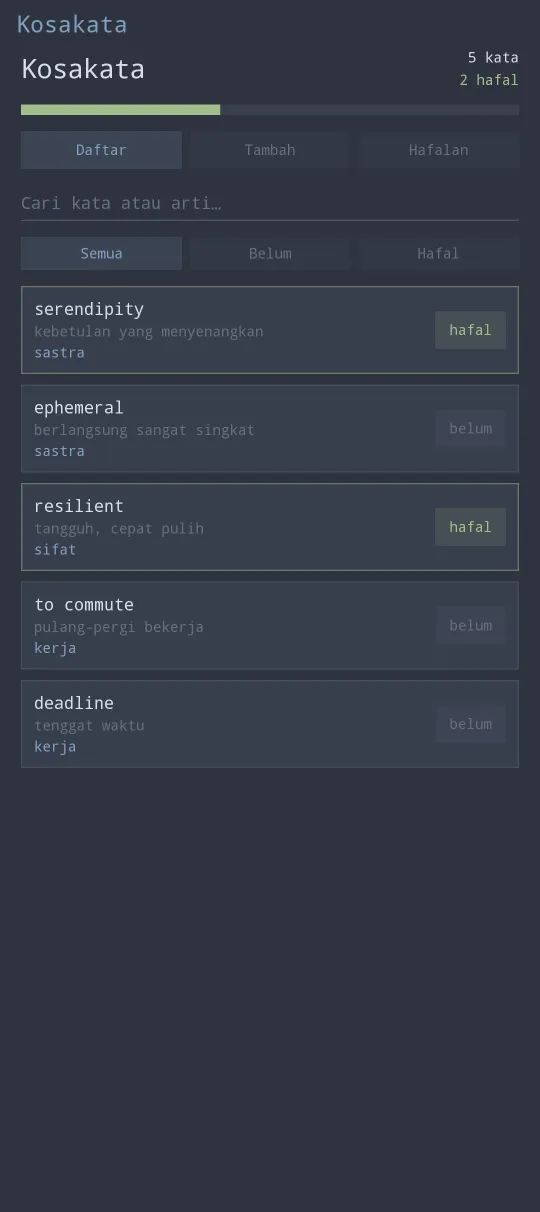 Kosakata
Kosakata
5 kata
2 hafal
Daftar
Tambah
Hafalan
Cari kata atau arti…
Semua
Belum
Hafal
serendipity
kebetulan yang menyenangkan
sastra
hafal
ephemeral
berlangsung sangat singkat
sastra
belum
resilient
tangguh, cepat pulih
sifat
hafal
to commute
pulang-pergi bekerja
kerja
belum
deadline
tenggat waktu
kerja
belum